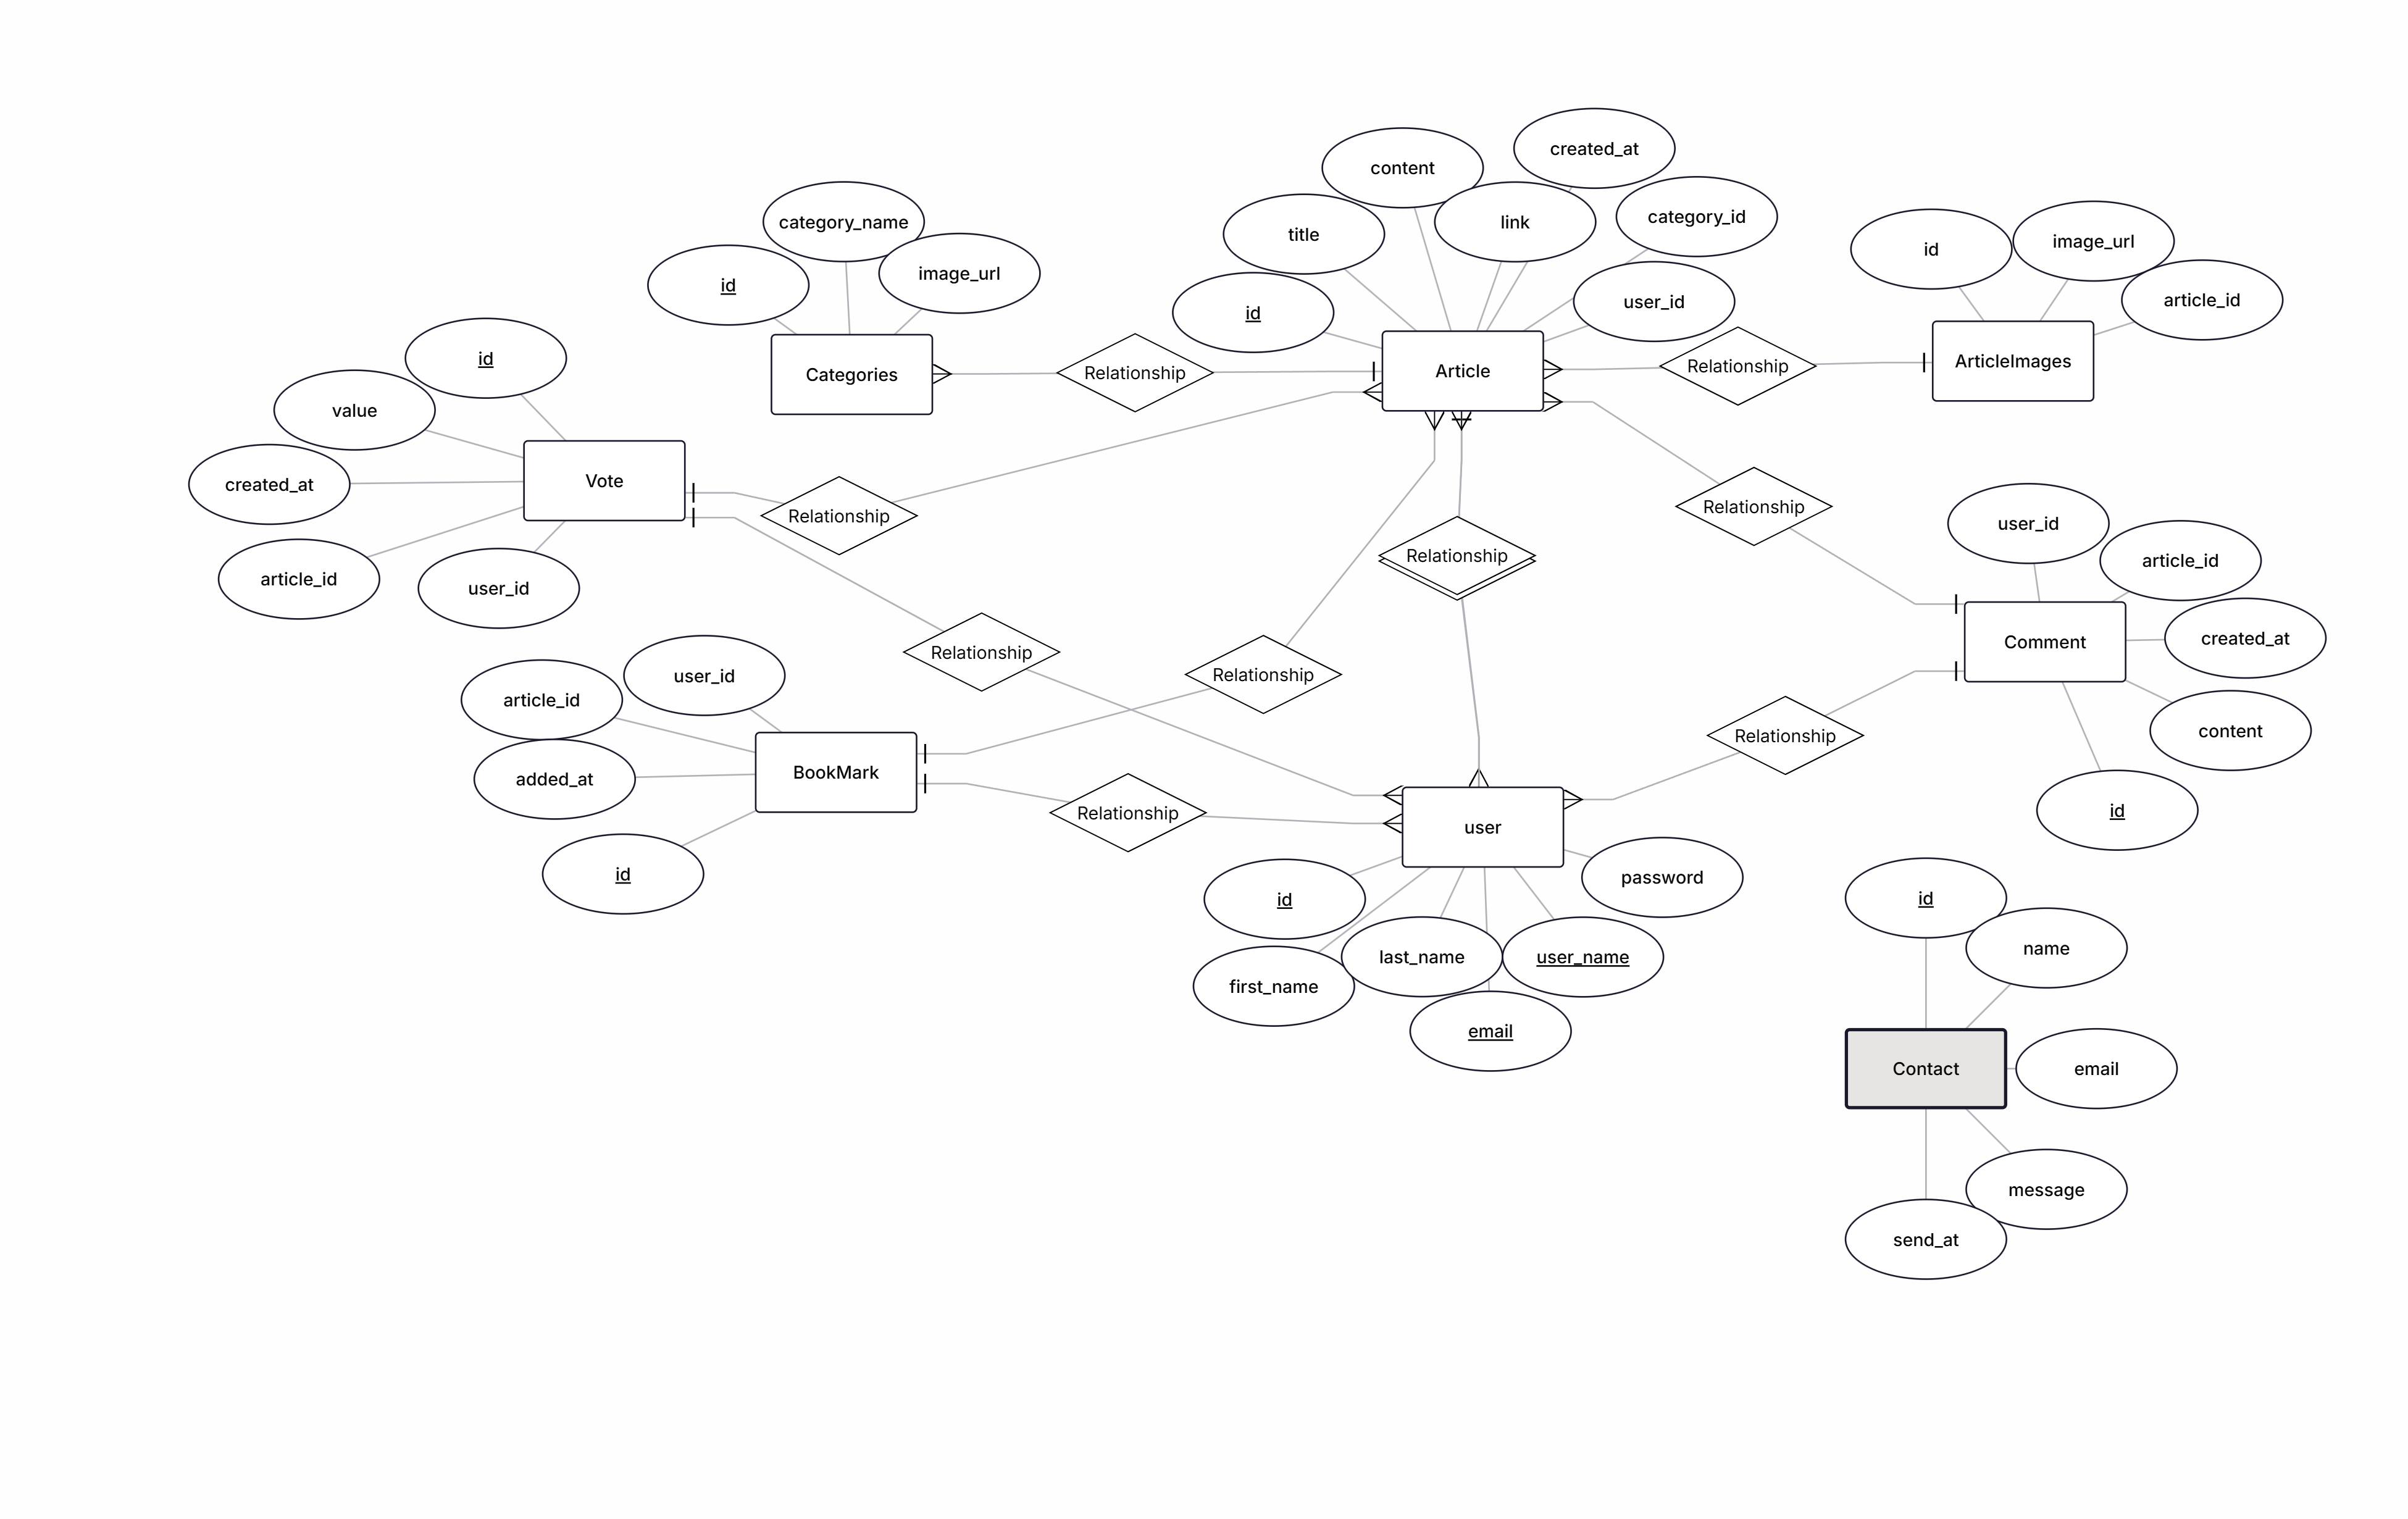 created_at
content
category_id
category_name
link
title
image_url
id
image_url
id
article_id
id
user_id
id
Categories
Relationship
Article
Relationship
ArticleImages
id
value
Vote
created_at
Relationship
Relationship
Relationship
user_id
article_id
article_id
user_id
Comment
created_at
Relationship
Relationship
user_id
article_id
content
Relationship
BookMark
added_at
Relationship
user
id
id
id
password
id
name
first_name
last_name
user_name
email
Contact
email
message
send_at